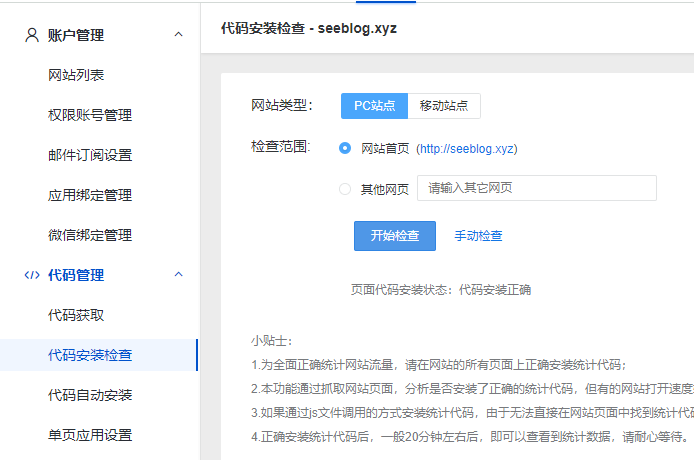 账户管理
网站列表
权限账号管理
邮件订阅设置
应用绑定管理
微信绑定管理
</> 代码管理
代码获取
代码安装检查
代码自动安装
单页应用设置
代码安装检查 - seeblog.xyz
网站类型： PC站点 移动站点
检查范围： 网站首页 (http://seeblog.xyz)
其他网页 请输入其它网页
开始检查 手动检查
页面代码安装状态：代码安装正确
小贴士：
1.为全面正确统计网站流量，请在网站的所有页面上正确安装统计代码；
2.本功能通过抓取网站页面，分析是否安装了正确的统计代码，但有的网站打开速度
3.如果通过js文件调用的方式安装统计代码，由于无法直接在网站页面中找到统计代码
4.正确安装统计代码后，一般20分钟左右后，即可以查看到统计数据，请耐心等待。